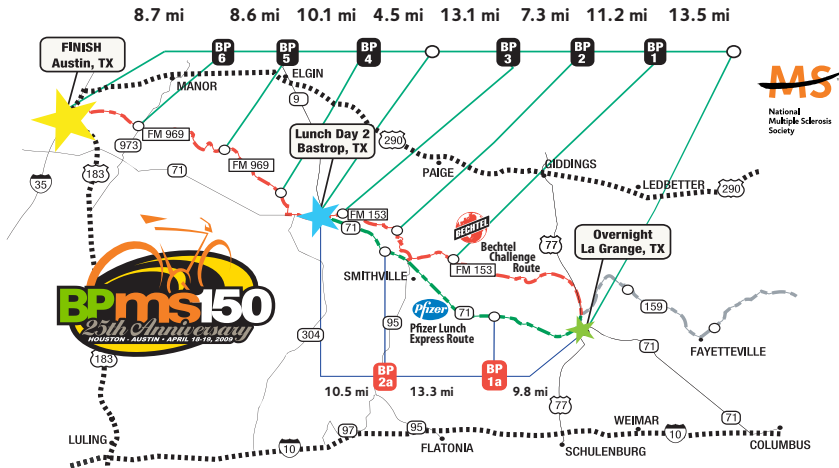 8.7 mi 8.6 mi 10.1 mi 4.5 mi 13.1 mi 7.3 mi 11.2 mi 13.5 mi
FINISH
Austin, TX
BP
6
BP
5
BP
4
BP
3
BP
2
BP
1
MANOR
ELGIN
9
MS
National
Multiple Sclerosis
Society
973
FM 969
FM 969
Lunch Day 2
Bastrop, TX
290
PAIGE
GIDDINGS
LEDBETTER
290
35
183
71
FM 153
71
BECHTEL
Bechtel
Challenge
Route
FM 153
77
Overnight
La Grange, TX
SMITHVILLE
Pfizer
Pfizer Lunch
Express Route
71
159
FAYETTEVILLE
71
BPms150
25th Anniversary
HOUSTON - AUSTIN • APRIL 18-19, 2009
304
95
183
BP
2a
BP
1a
10.5 mi 13.3 mi 9.8 mi
77
71
LULING
10
97
95
FLATONIA
SCHULENBURG
WEIMAR
10
COLUMBUS